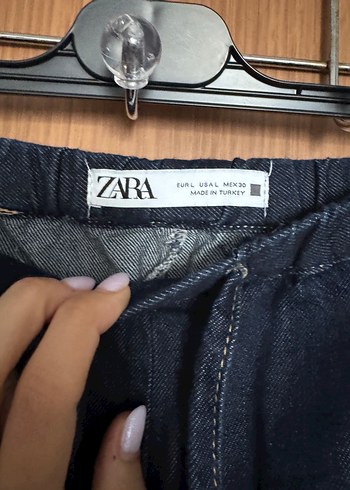 ZARA
EUR L USA L MEX 30
MADE IN TURKEY